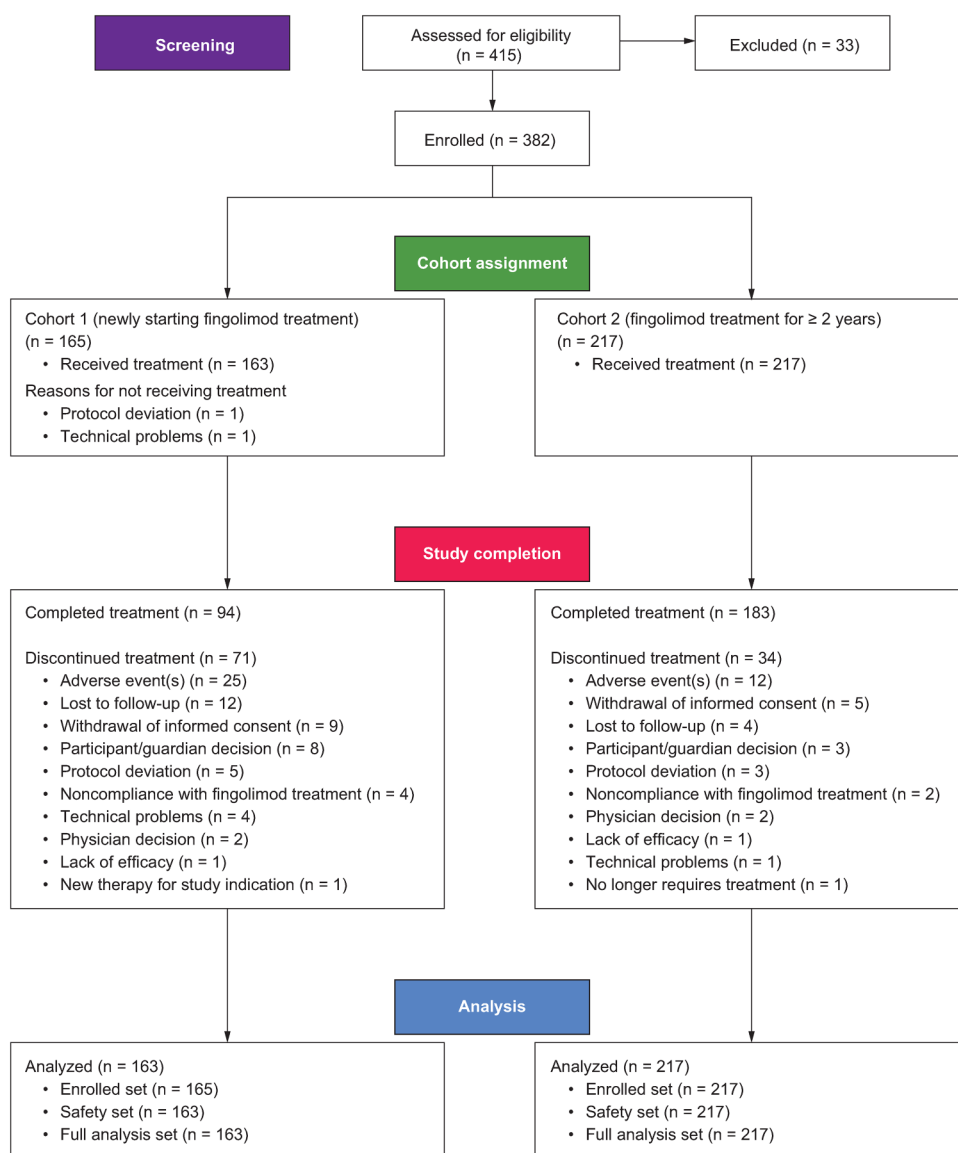 Screening
Assessed for eligibility
(n = 415)
Excluded (n = 33)
Enrolled (n = 382)
Cohort assignment
Cohort 1 (newly starting fingolimod treatment)
(n = 165)
• Received treatment (n = 163)
Reasons for not receiving treatment
• Protocol deviation (n = 1)
• Technical problems (n = 1)
Cohort 2 (fingolimod treatment for ≥ 2 years)
(n = 217)
• Received treatment (n = 217)
Study completion
Completed treatment (n = 94)
Discontinued treatment (n = 71)
• Adverse event(s) (n = 25)
• Lost to follow-up (n = 12)
• Withdrawal of informed consent (n = 9)
• Participant/guardian decision (n = 8)
• Protocol deviation (n = 5)
• Noncompliance with fingolimod treatment (n = 4)
• Technical problems (n = 4)
• Physician decision (n = 2)
• Lack of efficacy (n = 1)
• New therapy for study indication (n = 1)
Completed treatment (n = 183)
Discontinued treatment (n = 34)
• Adverse event(s) (n = 12)
• Withdrawal of informed consent (n = 5)
• Lost to follow-up (n = 4)
• Participant/guardian decision (n = 3)
• Protocol deviation (n = 3)
• Noncompliance with fingolimod treatment (n = 2)
• Physician decision (n = 2)
• Lack of efficacy (n = 1)
• Technical problems (n = 1)
• No longer requires treatment (n = 1)
Analysis
Analyzed (n = 163)
• Enrolled set (n = 165)
• Safety set (n = 163)
• Full analysis set (n = 163)
Analyzed (n = 217)
• Enrolled set (n = 217)
• Safety set (n = 217)
• Full analysis set (n = 217)